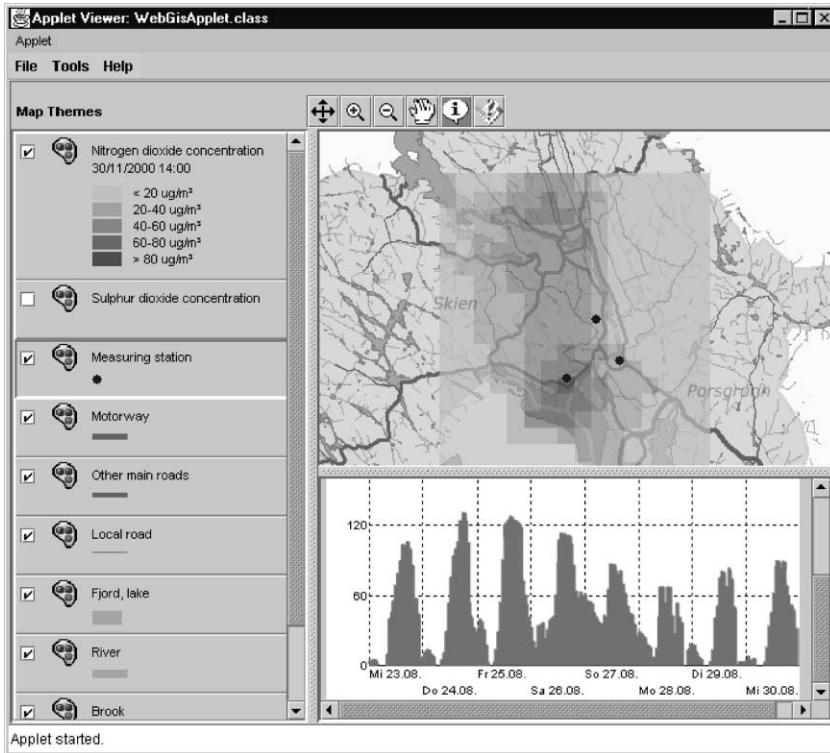 Applet Viewer: WebGisApplet.class
Applet
File Tools Help
Map Themes
Nitrogen dioxide concentration
30/11/2000 14:00
< 20 ug/m³
20-40 ug/m³
40-60 ug/m³
60-80 ug/m³
> 80 ug/m³
Sulphur dioxide concentration
Measuring station
Motorway
Other main roads
Local road
Fjord, lake
River
Brook
Skien
Porsgrunn
120
60
0
Mi 23.08. Fr 25.08. So 27.08. Di 29.08.
Do 24.08. Sa 26.08. Mo 28.08. Mi 30.08.
Applet started.